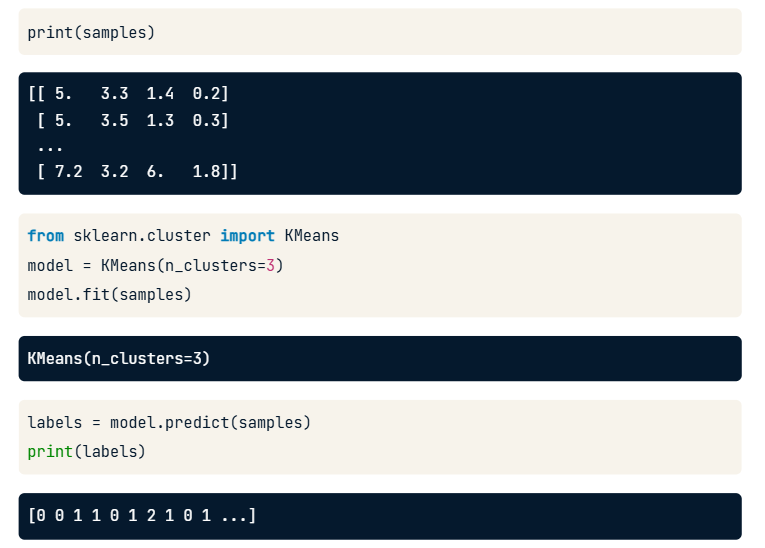 print(samples)
[[ 5.   3.3  1.4  0.2]
 [ 5.   3.5  1.3  0.3]
 ...
 [ 7.2  3.2  6.   1.8]]
from sklearn.cluster import KMeans
model = KMeans(n_clusters=3)
model.fit(samples)
KMeans(n_clusters=3)
labels = model.predict(samples)
print(labels)
[0 0 1 1 0 1 2 1 0 1 ...]